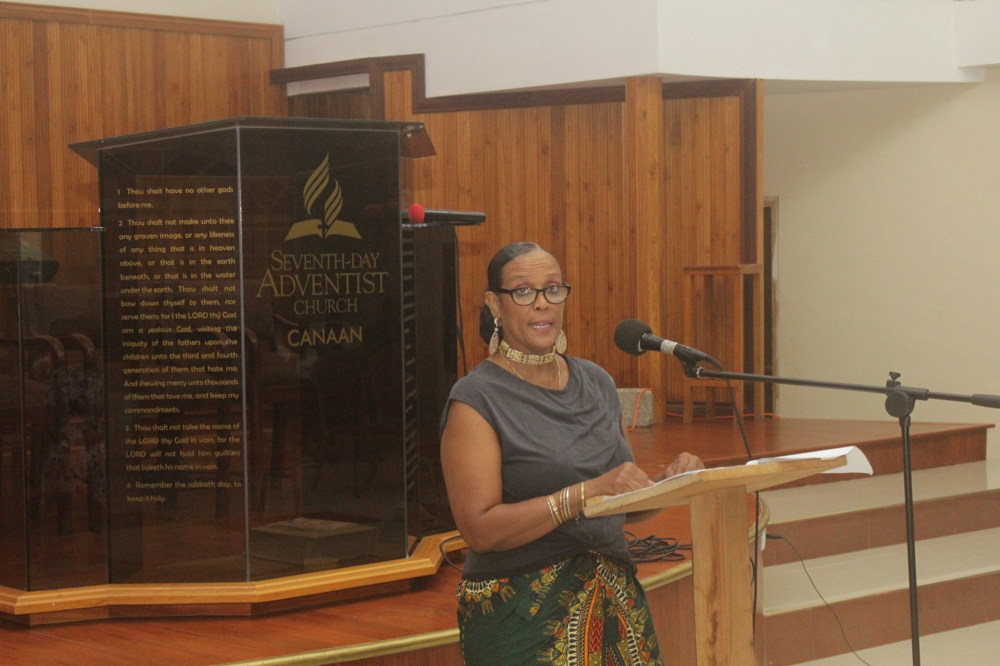 1 Thou shalt have no other gods
before me.
2 Thou shalt not make unto thee
any graven image, or any likeness
of any thing that is in heaven
above, or that is in the earth
beneath, or that is in the water
under the earth. Thou shalt not
bow down thyself to them, nor
serve them: for I the LORD thy God
am a jealous God, visiting the
iniquity of the fathers upon the
children unto the third and fourth
generation of them that hate me;
And shewing mercy unto thousands
of them that love me, and keep my
commandments.
3 Thou shalt not take the name of
the LORD thy God in vain; for the
LORD will not hold him guiltless
that taketh his name in vain.
4 Remember the sabbath day, to
keep it holy.
SEVENTH-DAY
ADVENTIST
CHURCH
CANAAN